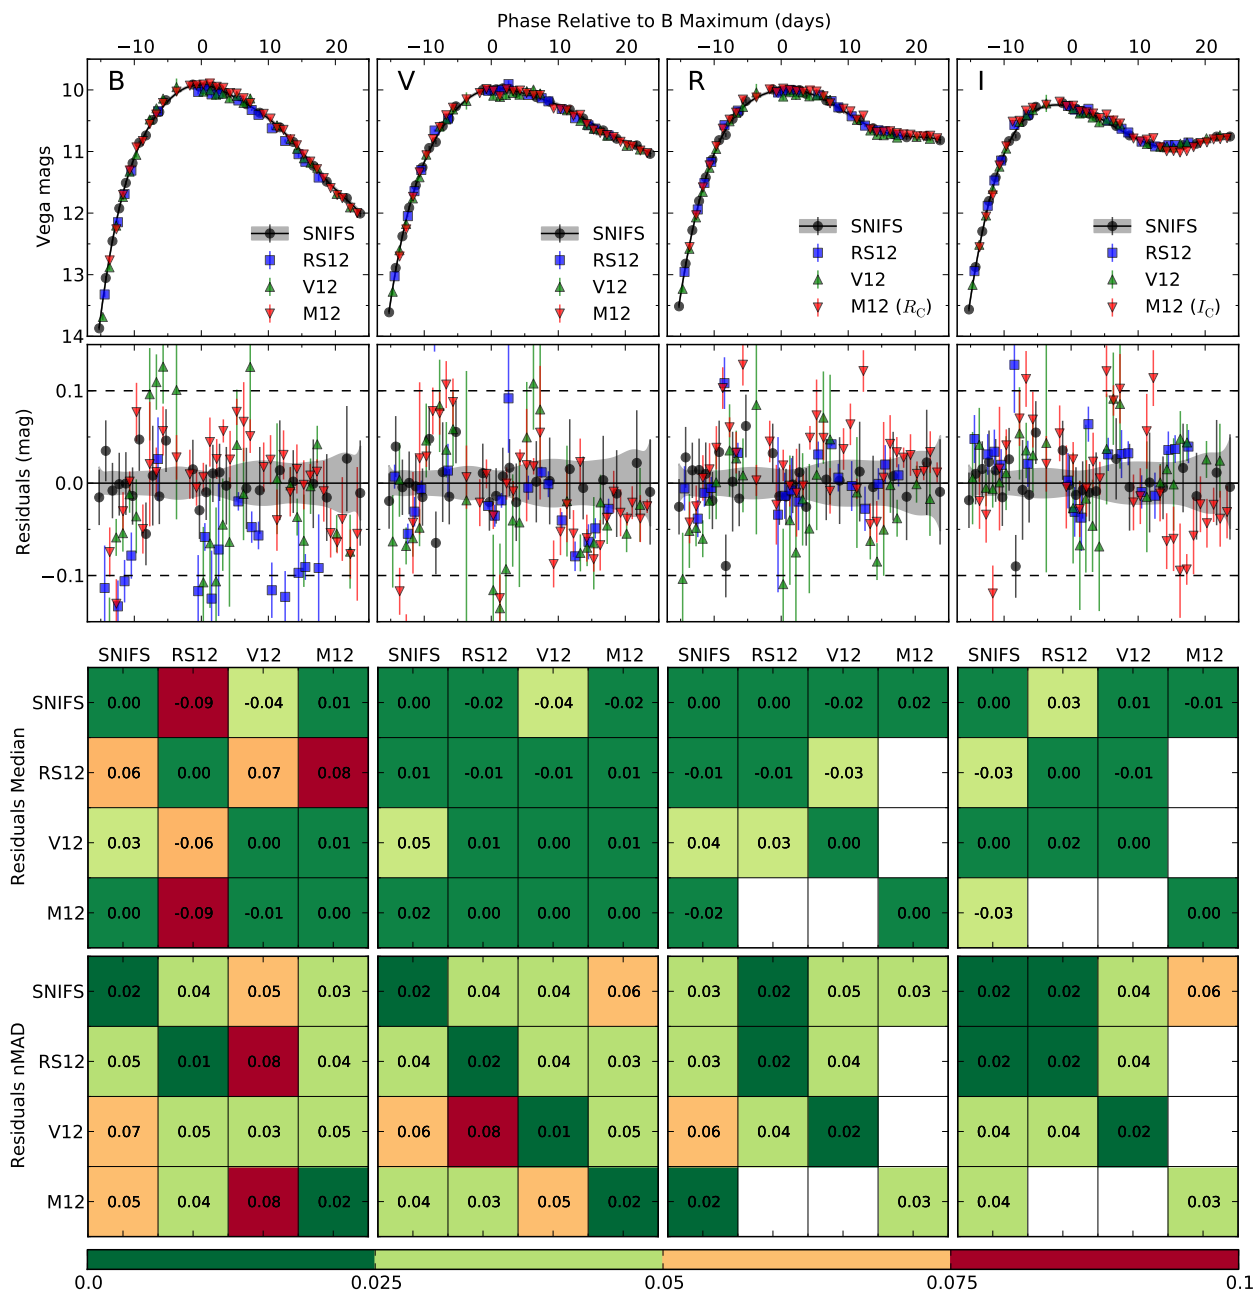 Phase Relative to B Maximum (days)
−10 0 10 20 −10 0 10 20 −10 0 10 20 −10 0 10 20
B V R I
Vega mags
10
11
12
13
14
SNIFS
RS12
V12
M12
SNIFS
RS12
V12
M12
SNIFS
RS12
V12
M12 (R_C)
SNIFS
RS12
V12
M12 (I_C)
Residuals (mag)
0.1
0.0
−0.1
SNIFS RS12 V12 M12 SNIFS RS12 V12 M12 SNIFS RS12 V12 M12 SNIFS RS12 V12 M12
Residuals Median
SNIFS 0.00 -0.09 -0.04 0.01 0.00 -0.02 -0.04 -0.02 0.00 0.00 -0.02 0.02 0.00 0.03 0.01 -0.01
RS12 0.06 0.00 0.07 0.08 0.01 -0.01 -0.01 0.01 -0.01 -0.01 -0.03 -0.03 0.00 -0.01
V12 0.03 -0.06 0.00 0.01 0.05 0.01 0.00 0.01 0.04 0.03 0.00 0.00 0.02 0.00
M12 0.00 -0.09 -0.01 0.00 0.02 0.00 0.00 0.00 -0.02 0.00 -0.03 0.00
Residuals nMAD
SNIFS 0.02 0.04 0.05 0.03 0.02 0.04 0.04 0.06 0.03 0.02 0.05 0.03 0.02 0.02 0.04 0.06
RS12 0.05 0.01 0.08 0.04 0.04 0.02 0.04 0.03 0.03 0.02 0.04 0.02 0.02 0.04
V12 0.07 0.05 0.03 0.05 0.06 0.08 0.01 0.05 0.06 0.04 0.02 0.04 0.04 0.02
M12 0.05 0.04 0.08 0.02 0.04 0.03 0.05 0.02 0.02 0.03 0.04 0.03
0.0 0.025 0.05 0.075 0.1